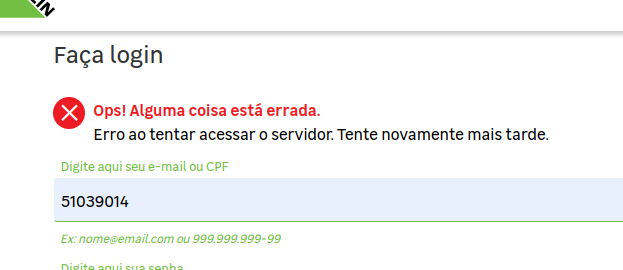 LIN
Faça login
Ops! Alguma coisa está errada.
Erro ao tentar acessar o servidor. Tente novamente mais tarde.
Digite aqui seu e-mail ou CPF
51039014
Ex: nome@email.com ou 999.999.999-99
Digite aqui sua senha